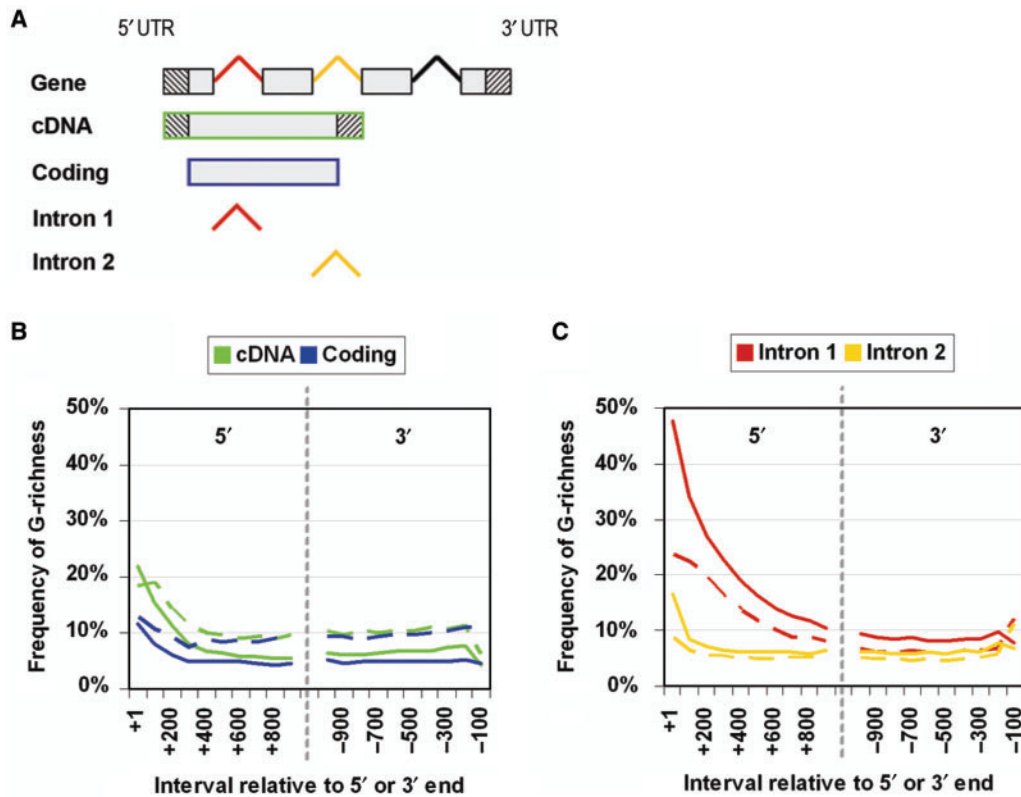 A
5′ UTR 3′ UTR
Gene
cDNA
Coding
Intron 1
Intron 2
B
cDNA Coding
Frequency of G-richness
50%
40%
30%
20%
10%
0%
5′ 3′
+1 +200 +400 +600 +800 −900 −700 −500 −300 −100
Interval relative to 5′ or 3′ end
C
Intron 1 Intron 2
Frequency of G-richness
50%
40%
30%
20%
10%
0%
5′ 3′
+1 +200 +400 +600 +800 −900 −700 −500 −300 −100
Interval relative to 5′ or 3′ end